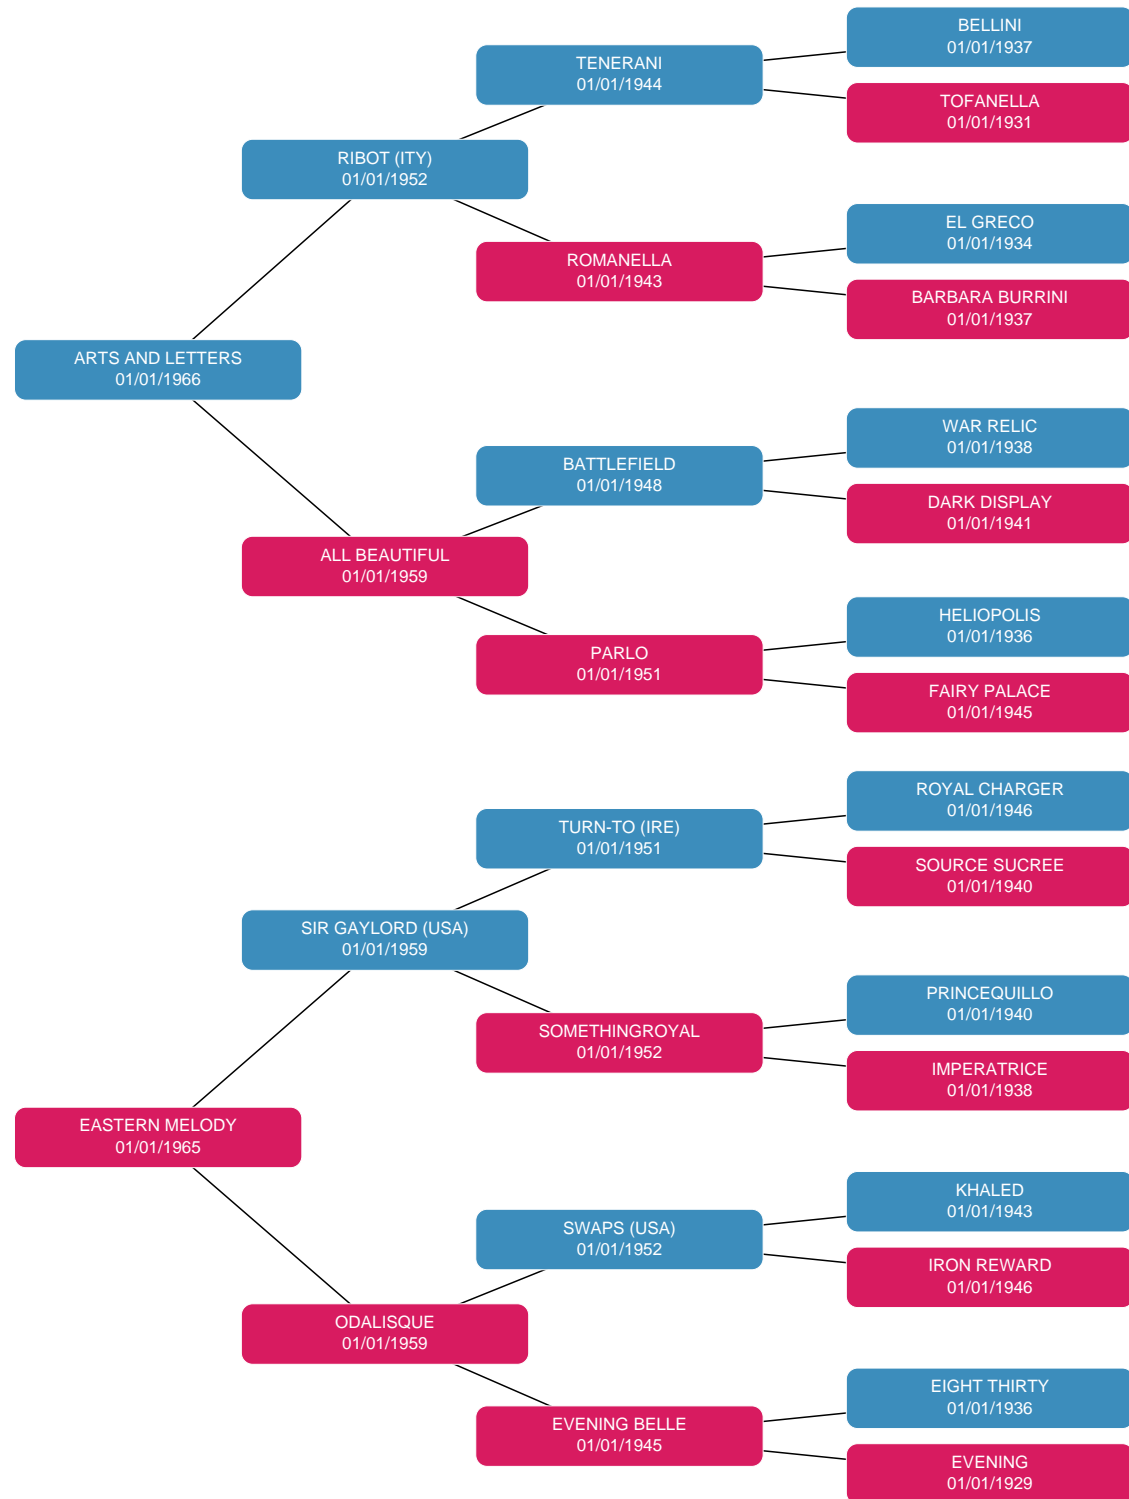 BELLINI
01/01/1937
TENERANI
01/01/1944
TOFANELLA
01/01/1931
RIBOT (ITY)
01/01/1952
EL GRECO
01/01/1934
ROMANELLA
01/01/1943
BARBARA BURRINI
01/01/1937
ARTS AND LETTERS
01/01/1966
WAR RELIC
01/01/1938
BATTLEFIELD
01/01/1948
DARK DISPLAY
01/01/1941
ALL BEAUTIFUL
01/01/1959
HELIOPOLIS
01/01/1936
PARLO
01/01/1951
FAIRY PALACE
01/01/1945
ROYAL CHARGER
01/01/1946
TURN-TO (IRE)
01/01/1951
SOURCE SUCREE
01/01/1940
SIR GAYLORD (USA)
01/01/1959
PRINCEQUILLO
01/01/1940
SOMETHINGROYAL
01/01/1952
IMPERATRICE
01/01/1938
EASTERN MELODY
01/01/1965
KHALED
01/01/1943
SWAPS (USA)
01/01/1952
IRON REWARD
01/01/1946
ODALISQUE
01/01/1959
EIGHT THIRTY
01/01/1936
EVENING BELLE
01/01/1945
EVENING
01/01/1929